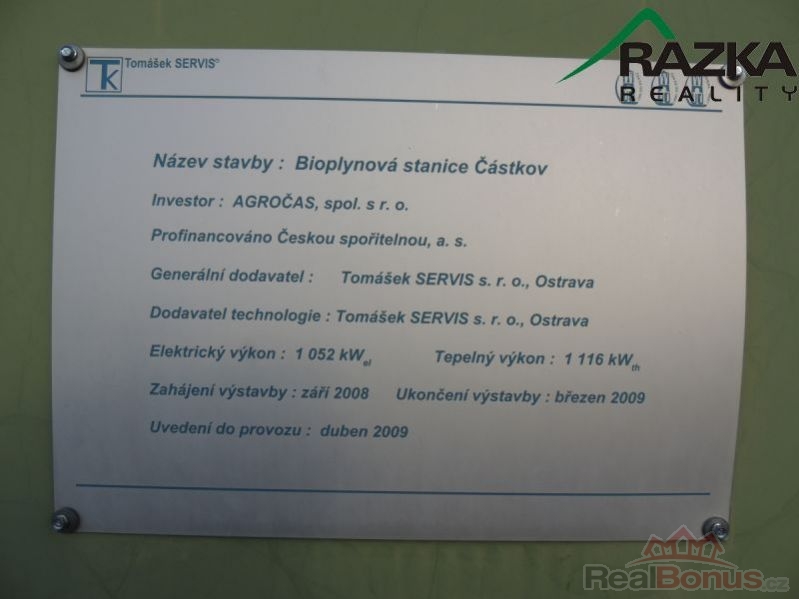 Tomášek SERVIS©
TK
RAZKA
REALITY
Název stavby : Bioplynová stanice Částkov
Investor : AGROČAS, spol. s r. o.
Profinancováno Českou spořitelnou, a. s.
Generální dodavatel : Tomášek SERVIS s. r. o., Ostrava
Dodavatel technologie : Tomášek SERVIS s. r. o., Ostrava
Elektrický výkon : 1 052 kWel Tepelný výkon : 1 116 kWth
Zahájení výstavby : září 2008 Ukončení výstavby : březen 2009
Uvedení do provozu : duben 2009
RealBonus.cz